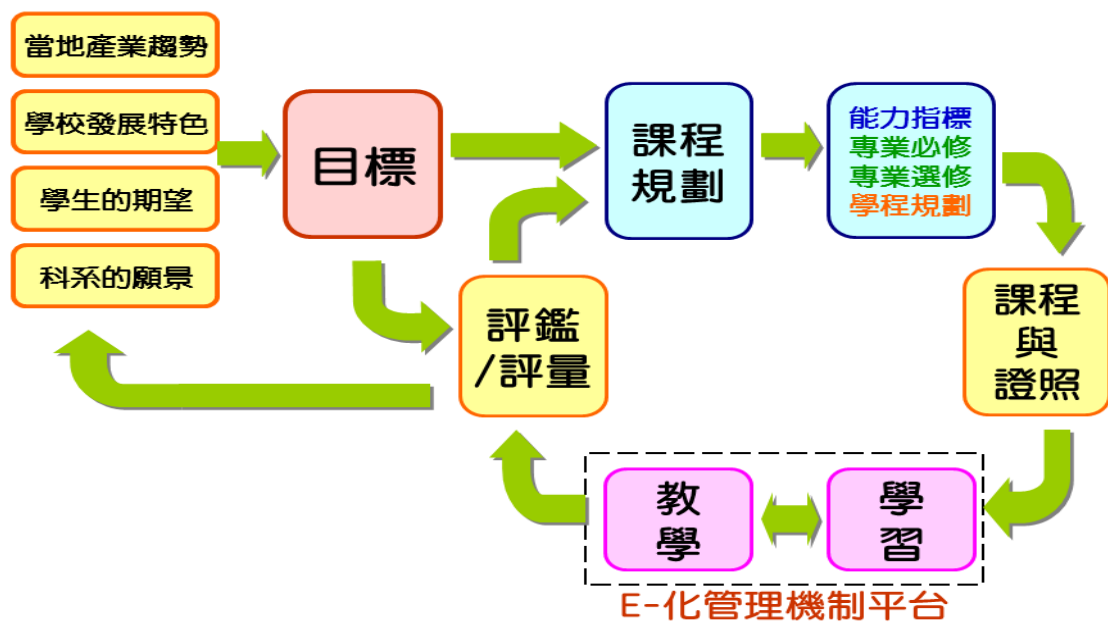 當地產業趨勢
學校發展特色
學生的期望
科系的願景
目標
課程
規劃
能力指標
專業必修
專業選修
學程規劃
課程
與
證照
評鑑
/評量
教
學
學
習
E-化管理機制平台